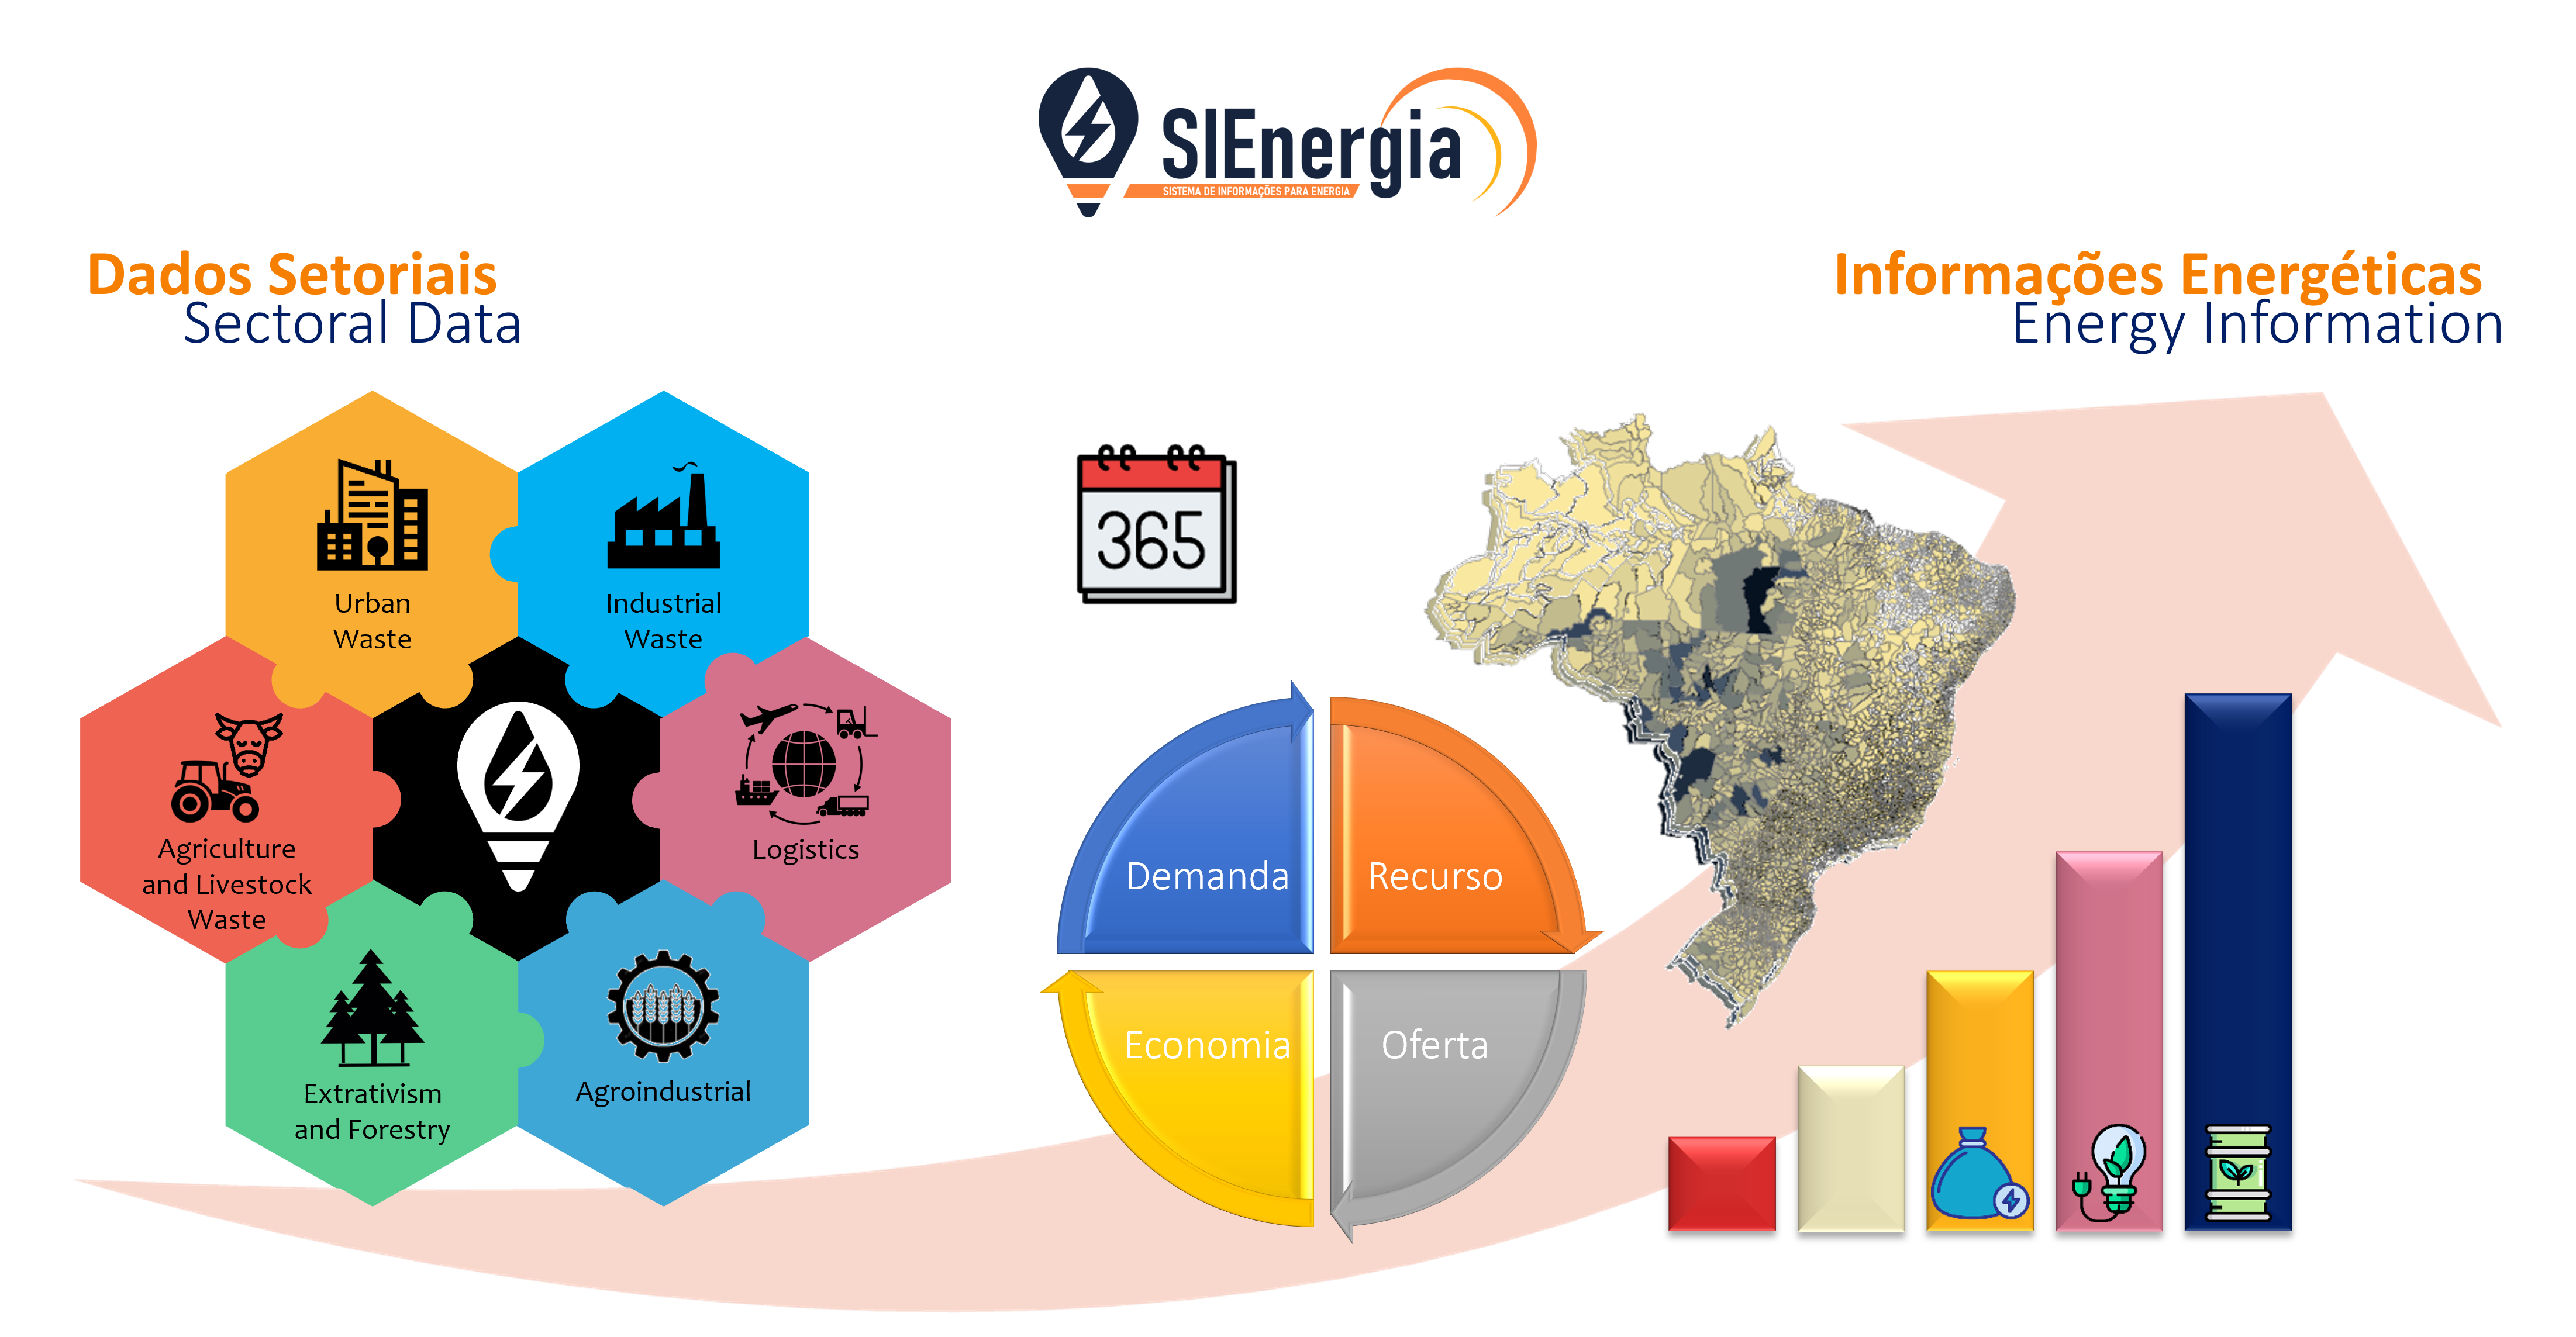 SIEnergia
SISTEMA DE INFORMAÇÕES PARA ENERGIA
Dados Setoriais
Sectoral Data
Informações Energéticas
Energy Information
Urban
Waste
Industrial
Waste
Agriculture
and Livestock
Waste
Logistics
Extrativism
and Forestry
Agroindustrial
365
Demanda
Recurso
Economia
Oferta